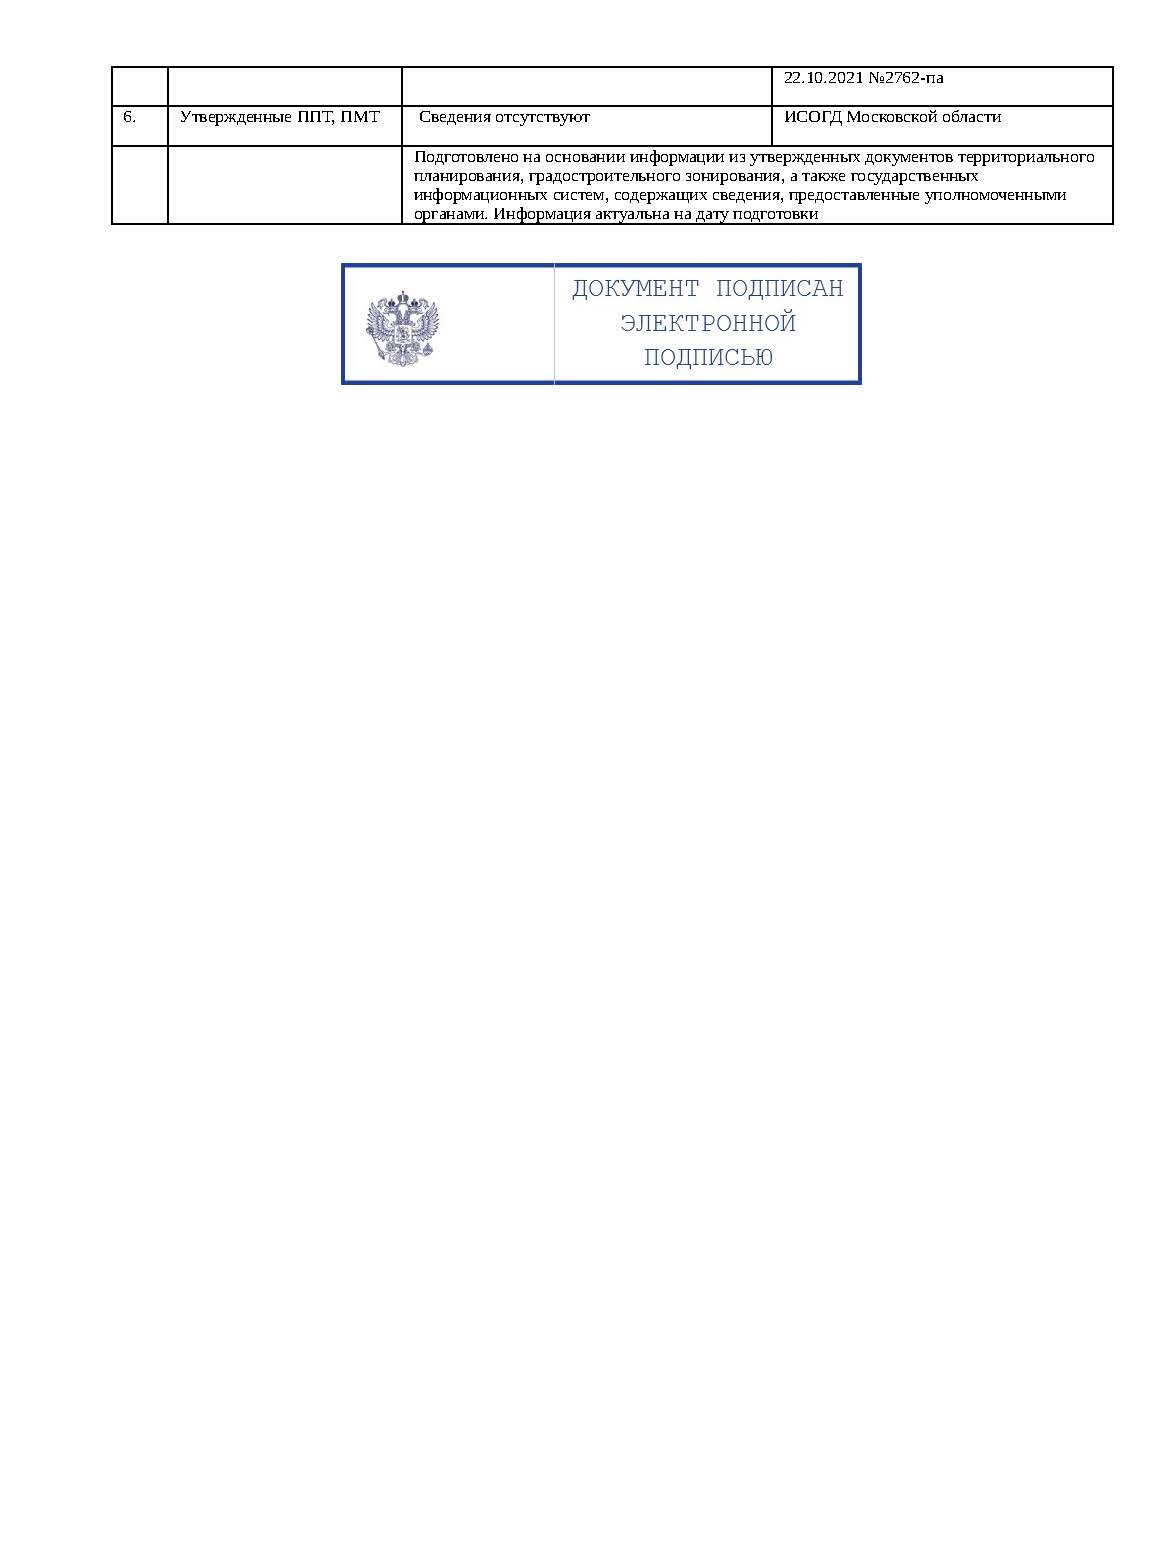 22.10.2021 №2762-па
6. Утвержденные ППТ, ПМТ Сведения отсутствуют ИСОГД Московской области
Подготовлено на основании информации из утвержденных документов территориального
планирования, градостроительного зонирования, а также государственных
информационных систем, содержащих сведения, предоставленные уполномоченными
органами. Информация актуальна на дату подготовки
ДОКУМЕНТ ПОДПИСАН
ЭЛЕКТРОННОЙ
ПОДПИСЬЮ